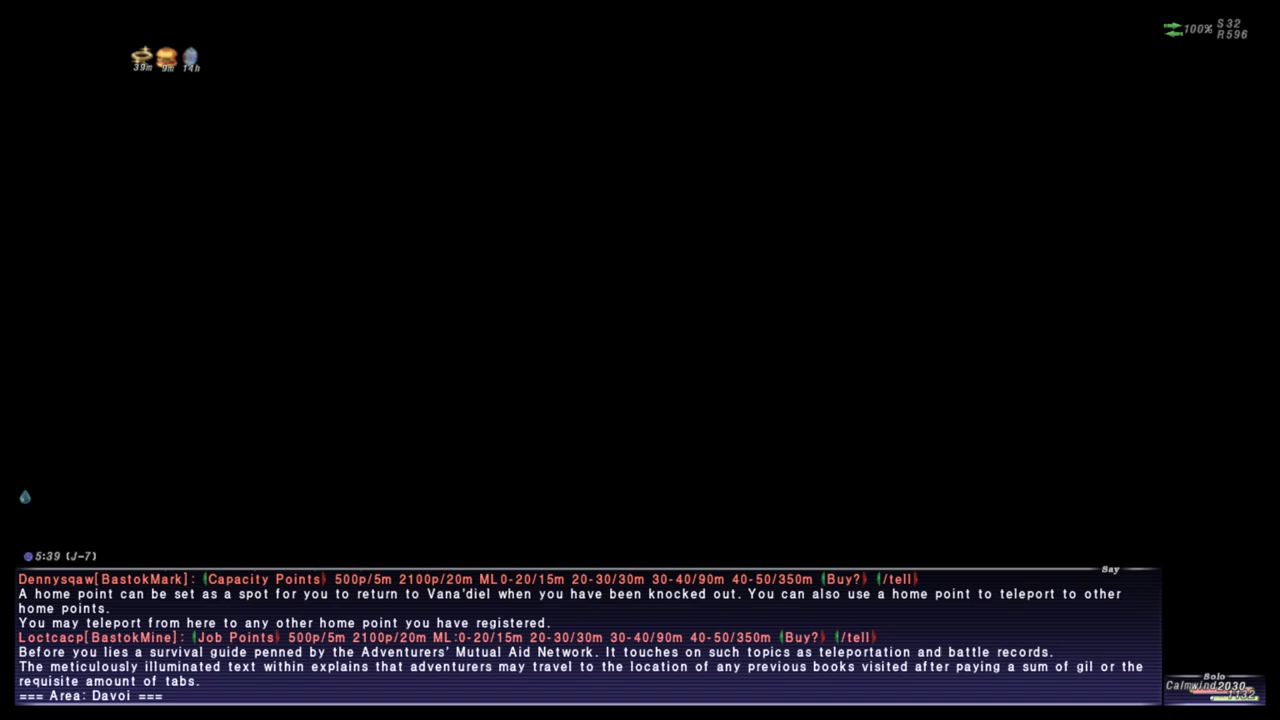 100% S 32
R 596
39m 9m 14h
5:39 (J-7)
Say
Dennysqaw[BastokMark]: (Capacity Points) 500p/5m 2100p/20m ML0-20/15m 20-30/30m 30-40/90m 40-50/350m (Buy?) (/tell)
A home point can be set as a spot for you to return to Vana'diel when you have been knocked out. You can also use a home point to teleport to other
home points.
You may teleport from here to any other home point you have registered.
Loctcacp[BastokMine]: (Job Points) 500p/5m 2100p/20m ML:0-20/15m 20-30/30m 30-40/90m 40-50/350m (Buy?) (/tell)
Before you lies a survival guide penned by the Adventurers' Mutual Aid Network. It touches on such topics as teleportation and battle records.
The meticulously illuminated text within explains that adventurers may travel to the location of any previous books visited after paying a sum of gil or the
requisite amount of tabs.
=== Area: Davoi ===
Solo
Calmwind 2030
1132